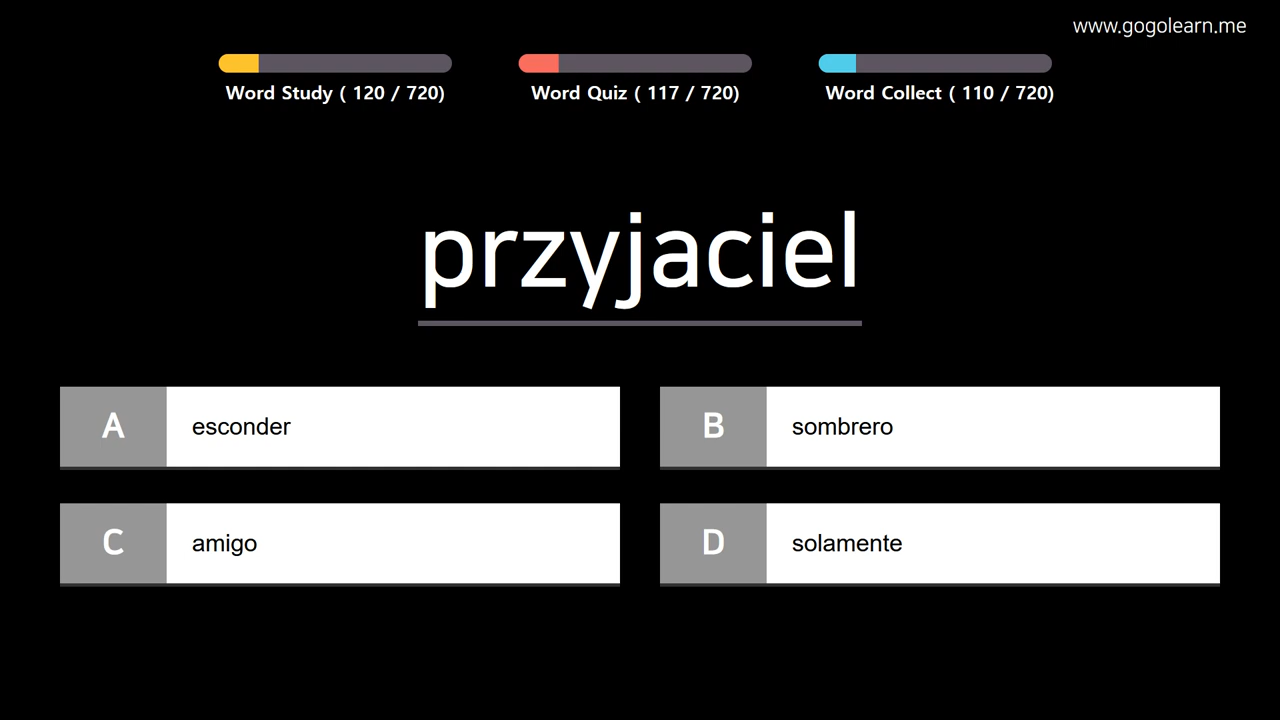 www.gogolearn.me
Word Study ( 120 / 720)
Word Quiz ( 117 / 720)
Word Collect ( 110 / 720)
przyjaciel
A esconder
B sombrero
C amigo
D solamente